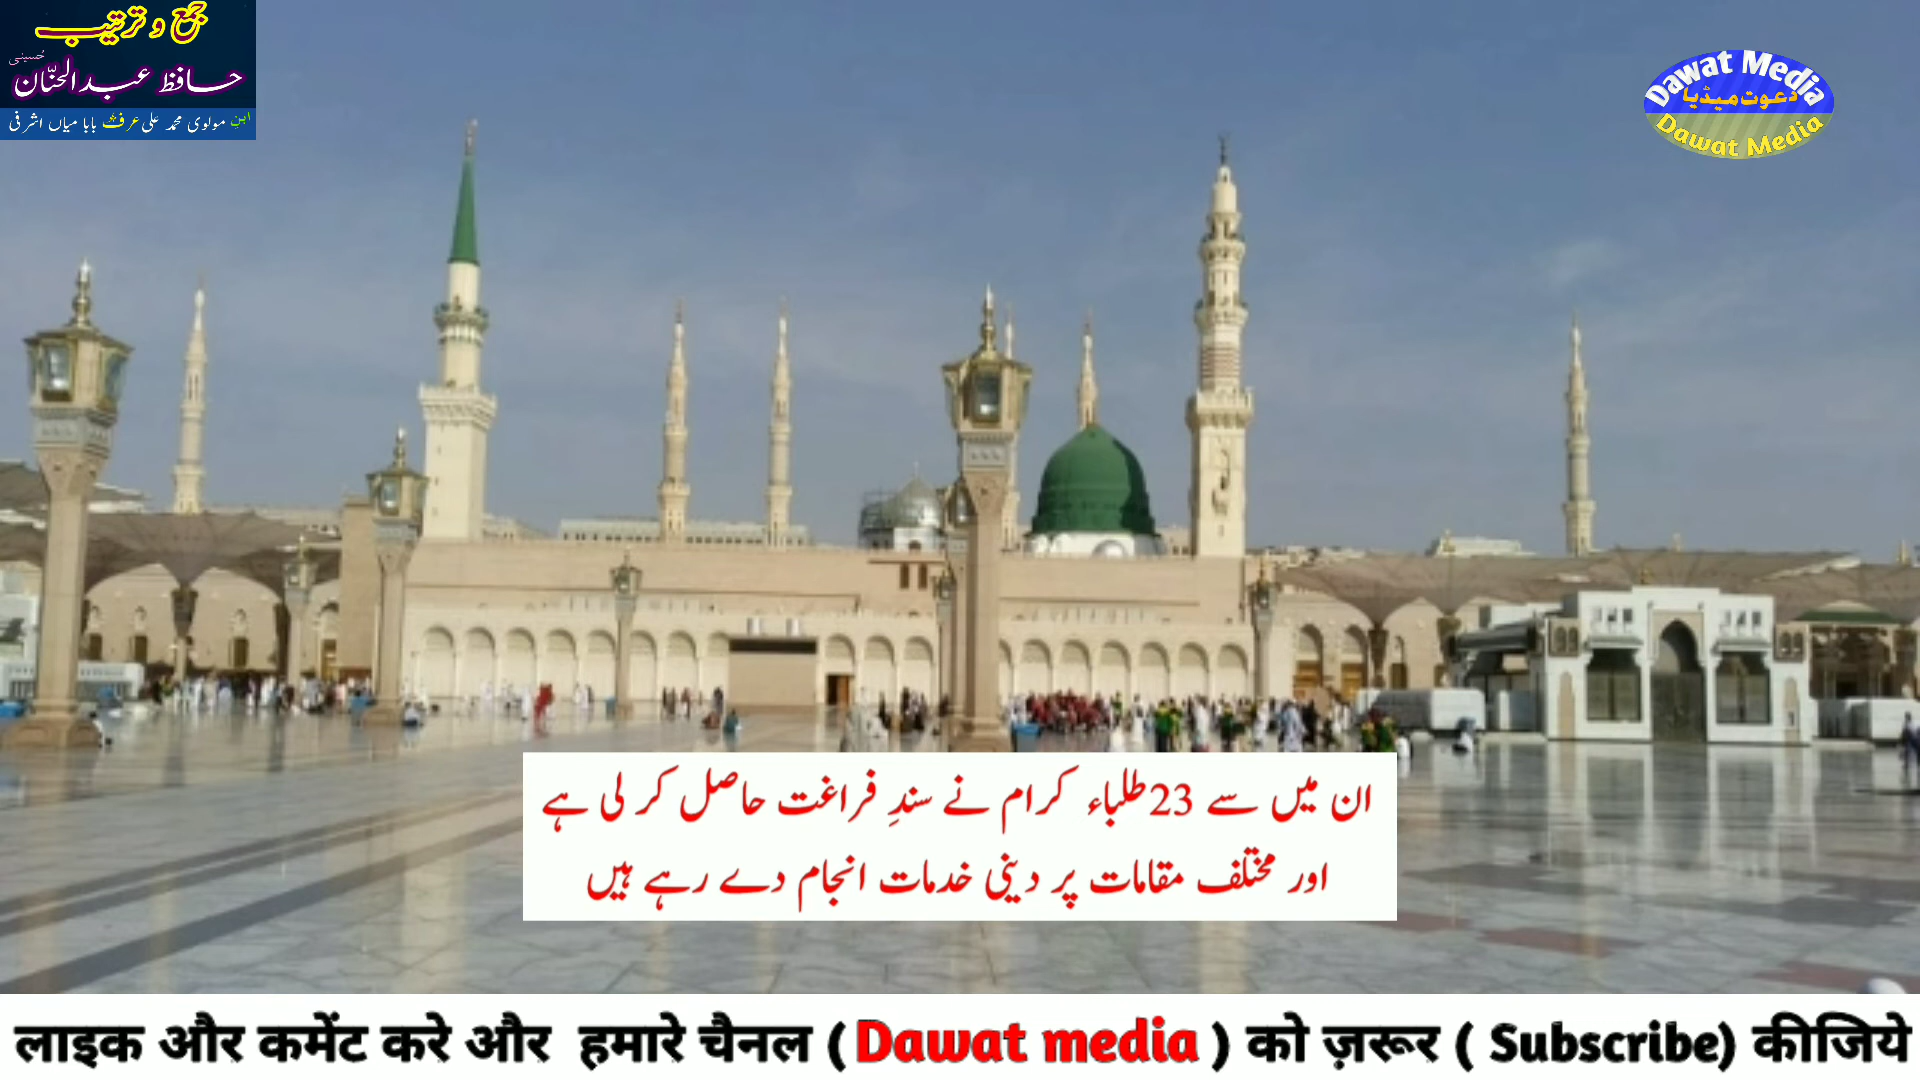 جمع و ترتیب
حسینی
حافظ عبدالحنّان
ابنِ مولوی محمد علی عرف بابا میاں اشرفی
Dawat Media
دعوت میڈیا
Dawat Media
ان میں سے 23طلباء کرام نے سندِ فراغت حاصل کر لی ہے
اور مختلف مقامات پر دینی خدمات انجام دے رہے ہیں
लाइक और कमेंट करे और हमारे चैनल ( Dawat media ) को ज़रूर ( Subscribe) कीजिये